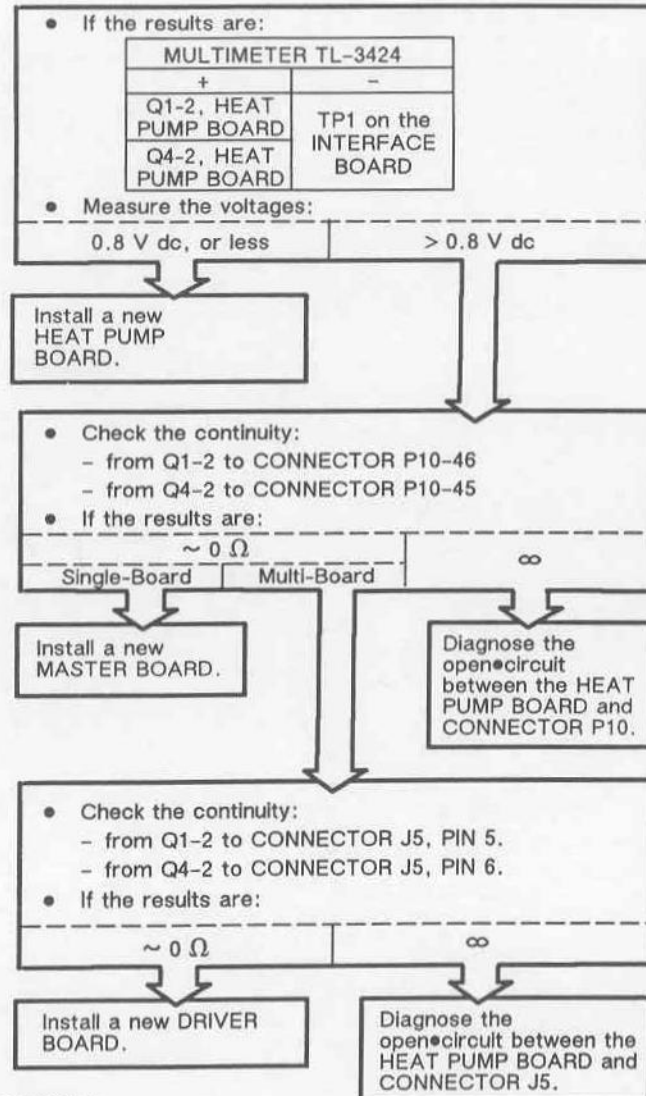 • If the results are:
MULTIMETER TL-3424
+ –
Q1-2, HEAT
PUMP BOARD
Q4-2, HEAT
PUMP BOARD
TP1 on the
INTERFACE
BOARD
• Measure the voltages:
0.8 V dc, or less
> 0.8 V dc
Install a new
HEAT PUMP
BOARD.
• Check the continuity:
– from Q1-2 to CONNECTOR P10-46
– from Q4-2 to CONNECTOR P10-45
• If the results are:
~ 0 Ω
∞
Single-Board
Multi-Board
Install a new
MASTER BOARD.
Diagnose the
open•circuit
between the HEAT
PUMP BOARD and
CONNECTOR P10.
• Check the continuity:
– from Q1-2 to CONNECTOR J5, PIN 5.
– from Q4-2 to CONNECTOR J5, PIN 6.
• If the results are:
~ 0 Ω
∞
Install a new DRIVER
BOARD.
Diagnose the
open•circuit between the
HEAT PUMP BOARD and
CONNECTOR J5.